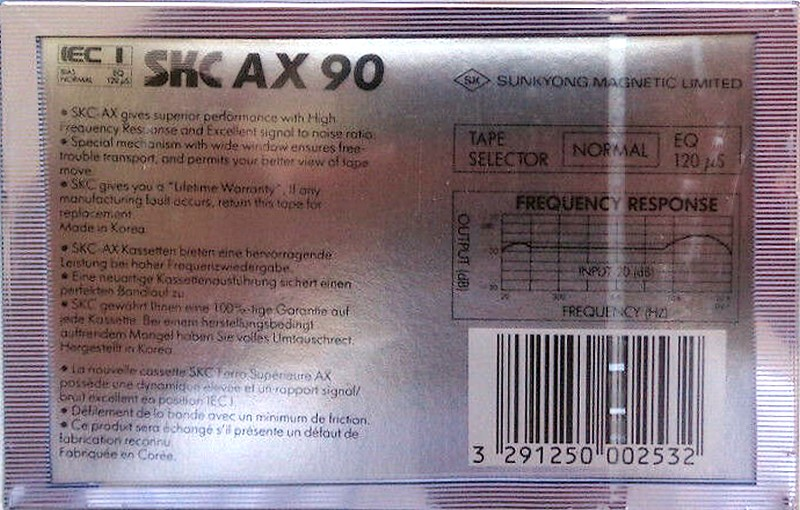 IEC I
BIAS NORMAL EQ 120 µS
SKC AX 90
SK SUNKYONG MAGNETIC LIMITED
• SKC-AX gives superior performance with High
Frequency Response and Excellent signal to noise ratio.
• Special mechanism with wide window ensures free-
trouble transport, and permits your better view of tape
move.
• SKC gives you a "Lifetime Warranty". If any
manufacturing fault occurs, return this tape for
replacement.
Made in Korea.
• SKC-AX Kassetten bieten eine hervorragende
Leistung bei hoher Frequenzwiedergabe.
• Eine neuartige Kassettenausführung sichert einen
perfekten Bandlauf zu.
• SKC gewährt Ihnen eine 100%-tige Garantie auf
jede Kassette. Bei einem herstellungsbedingt
auftretendem Mangel haben Sie volles Umtauschrect.
Hergestellt in Korea.
• La nouvelle cassette SKC Ferro Superieure AX
possède une dynamique elevée et un rapport signal/
bruit excellent en position IEC I.
• Défilement de la bande avec un minimum de friction.
• Ce produit sera échangé s'il présente un défaut de
fabrication reconnu.
Fabriquée en Corée.
TAPE SELECTOR NORMAL EQ 120 µS
FREQUENCY RESPONSE
OUTPUT (dB)
INPUT-20 (dB)
20
FREQUENCY (HZ)
3 291250 002532